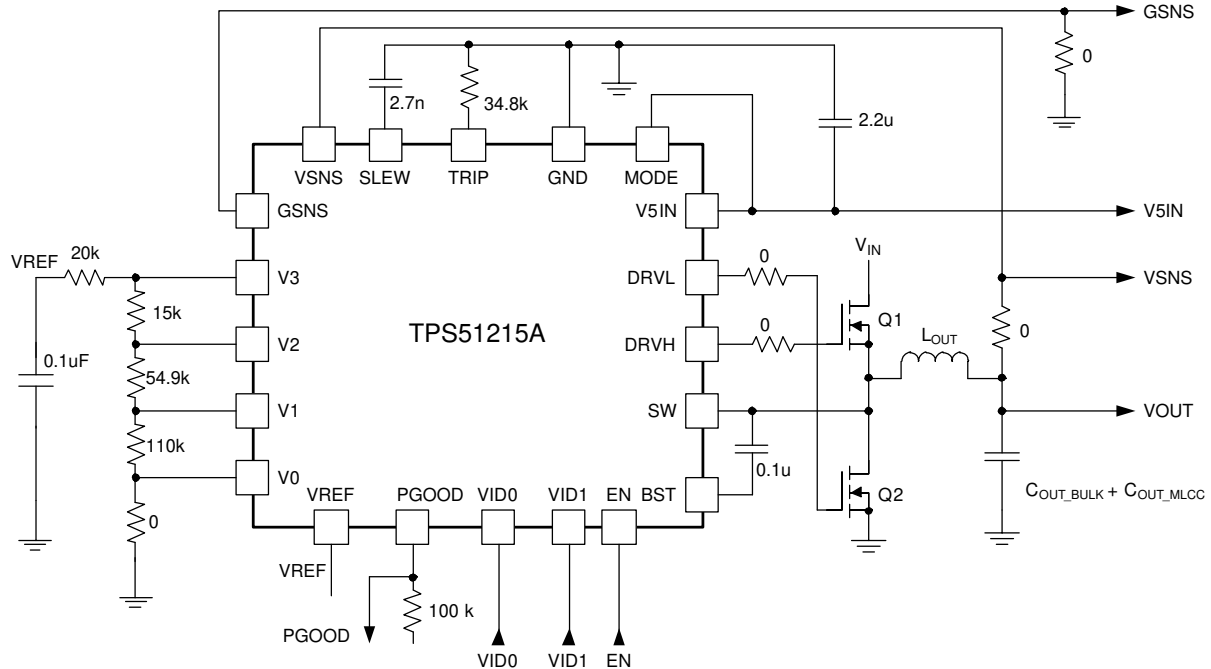 GSNS
0
2.7n
34.8k
2.2u
VSNS
SLEW
TRIP
GND
MODE
GSNS
V5IN
V5IN
VREF
20k
V3
DRVL
0
VIN
VSNS
15k
TPS51215A
Q1
0
V2
DRVH
0
LOUT
0.1uF
54.9k
V1
SW
VOUT
110k
0.1u
V0
VREF
PGOOD
VID0
VID1
EN
BST
Q2
COUT_BULK + COUT_MLCC
0
VREF
100 k
PGOOD
VID0
VID1
EN